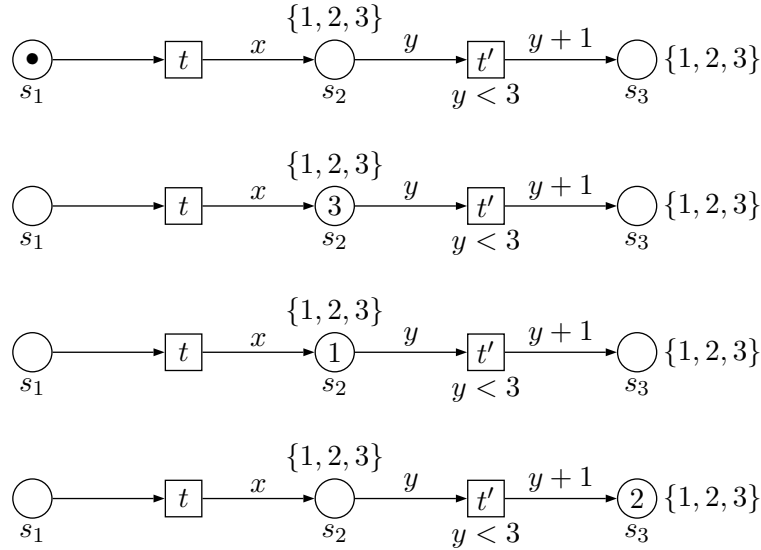 {1, 2, 3}
t x y t′ y + 1 {1, 2, 3}
s₁ s₂ y < 3 s₃
{1, 2, 3}
t x 3 y t′ y + 1 {1, 2, 3}
s₁ s₂ y < 3 s₃
{1, 2, 3}
t x 1 y t′ y + 1 {1, 2, 3}
s₁ s₂ y < 3 s₃
{1, 2, 3}
t x y t′ y + 1 2 {1, 2, 3}
s₁ s₂ y < 3 s₃